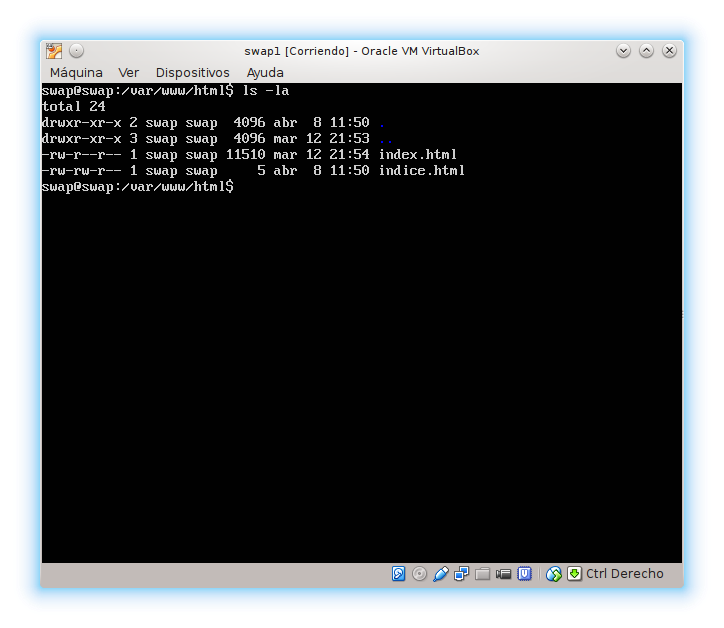 swap1 [Corriendo] - Oracle VM VirtualBox
Máquina Ver Dispositivos Ayuda
swap@swap:/var/www/html$ ls -la
total 24
drwxr-xr-x 2 swap swap  4096 abr  8 11:50 .
drwxr-xr-x 3 swap swap  4096 mar 12 21:53 ..
-rw-r--r-- 1 swap swap 11510 mar 12 21:54 index.html
-rw-rw-r-- 1 swap swap     5 abr  8 11:50 indice.html
swap@swap:/var/www/html$
Ctrl Derecho